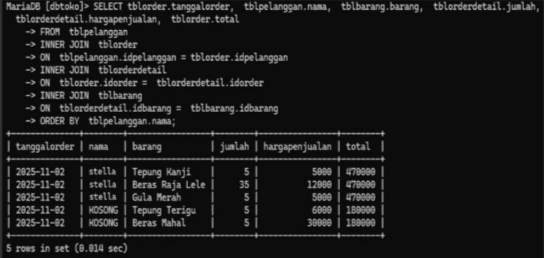 MariaDB [dbtoko]> SELECT tblorder.tanggalorder, tblpelanggan.nama, tblbarang.barang, tblorderdetail.jumlah,
tblorderdetail.hargapenjualan, tblorder.total
-> FROM tblpelanggan
-> INNER JOIN tblorder
-> ON tblpelanggan.idpelanggan = tblorder.idpelanggan
-> INNER JOIN tblorderdetail
-> ON tblorder.idorder = tblorderdetail.idorder
-> INNER JOIN tblbarang
-> ON tblorderdetail.idbarang = tblbarang.idbarang
-> ORDER BY tblpelanggan.nama;
+--------------+--------+-----------------+--------+----------------+--------+
| tanggalorder | nama | barang | jumlah | hargapenjualan | total |
+--------------+--------+-----------------+--------+----------------+--------+
| 2025-11-02 | stella | Tepung Kanji | 5 | 5000 | 470000 |
| 2025-11-02 | stella | Beras Raja Lele | 35 | 12000 | 470000 |
| 2025-11-02 | stella | Gula Merah | 5 | 5000 | 470000 |
| 2025-11-02 | KOSONG | Tepung Terigu | 5 | 6000 | 180000 |
| 2025-11-02 | KOSONG | Beras Mahal | 5 | 30000 | 180000 |
+--------------+--------+-----------------+--------+----------------+--------+
5 rows in set (0.014 sec)